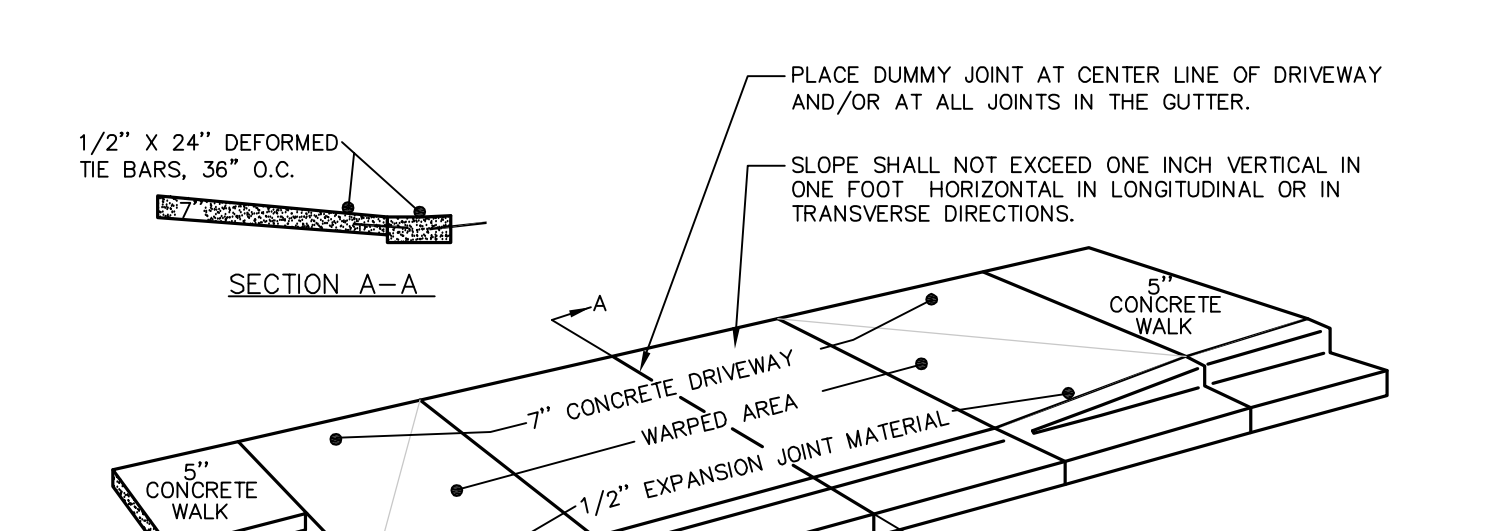 PLACE DUMMY JOINT AT CENTER LINE OF DRIVEWAY
AND/OR AT ALL JOINTS IN THE GUTTER.
1/2" X 24" DEFORMED
TIE BARS, 36" O.C.
SLOPE SHALL NOT EXCEED ONE INCH VERTICAL IN
ONE FOOT HORIZONTAL IN LONGITUDINAL OR IN
TRANSVERSE DIRECTIONS.
7"
SECTION A-A
A
5"
CONCRETE
WALK
7" CONCRETE DRIVEWAY
WARPED AREA
1/2" EXPANSION JOINT MATERIAL
5"
CONCRETE
WALK